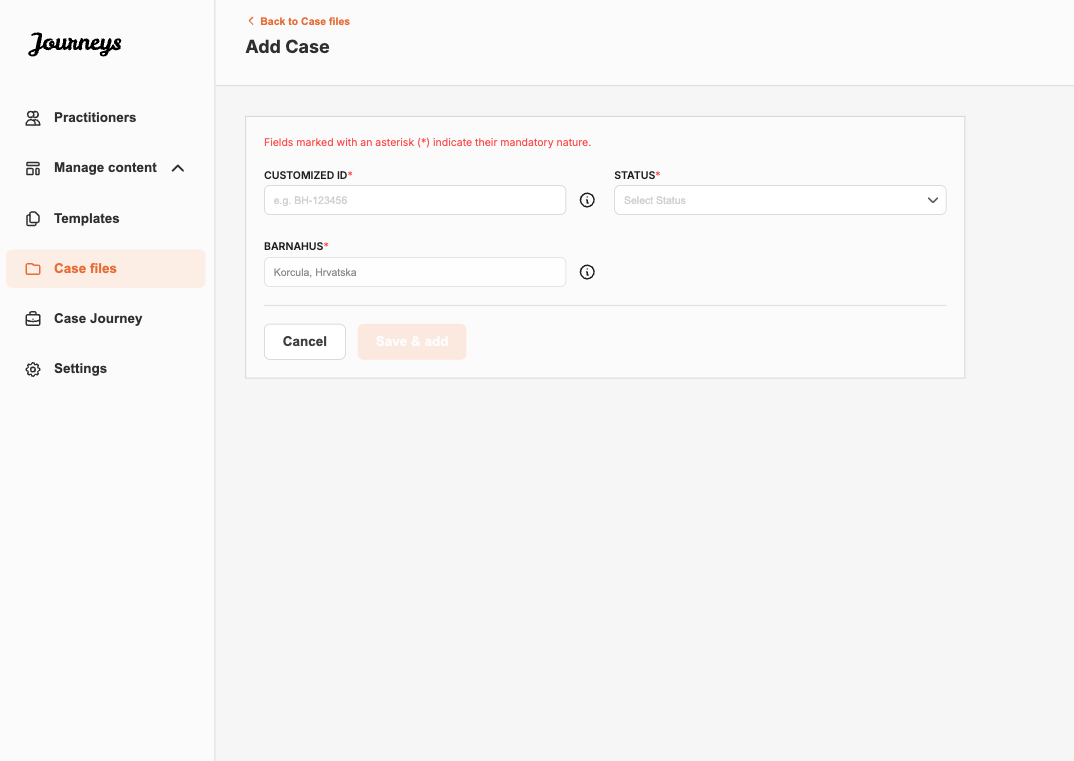 Journeys
Practitioners
Manage content
Templates
Case files
Case Journey
Settings
Back to Case files
Add Case
Fields marked with an asterisk (*) indicate their mandatory nature.
CUSTOMIZED ID*
e.g. BH-123456
STATUS*
Select Status
BARNAHUS*
Korcula, Hrvatska
Cancel
Save & add